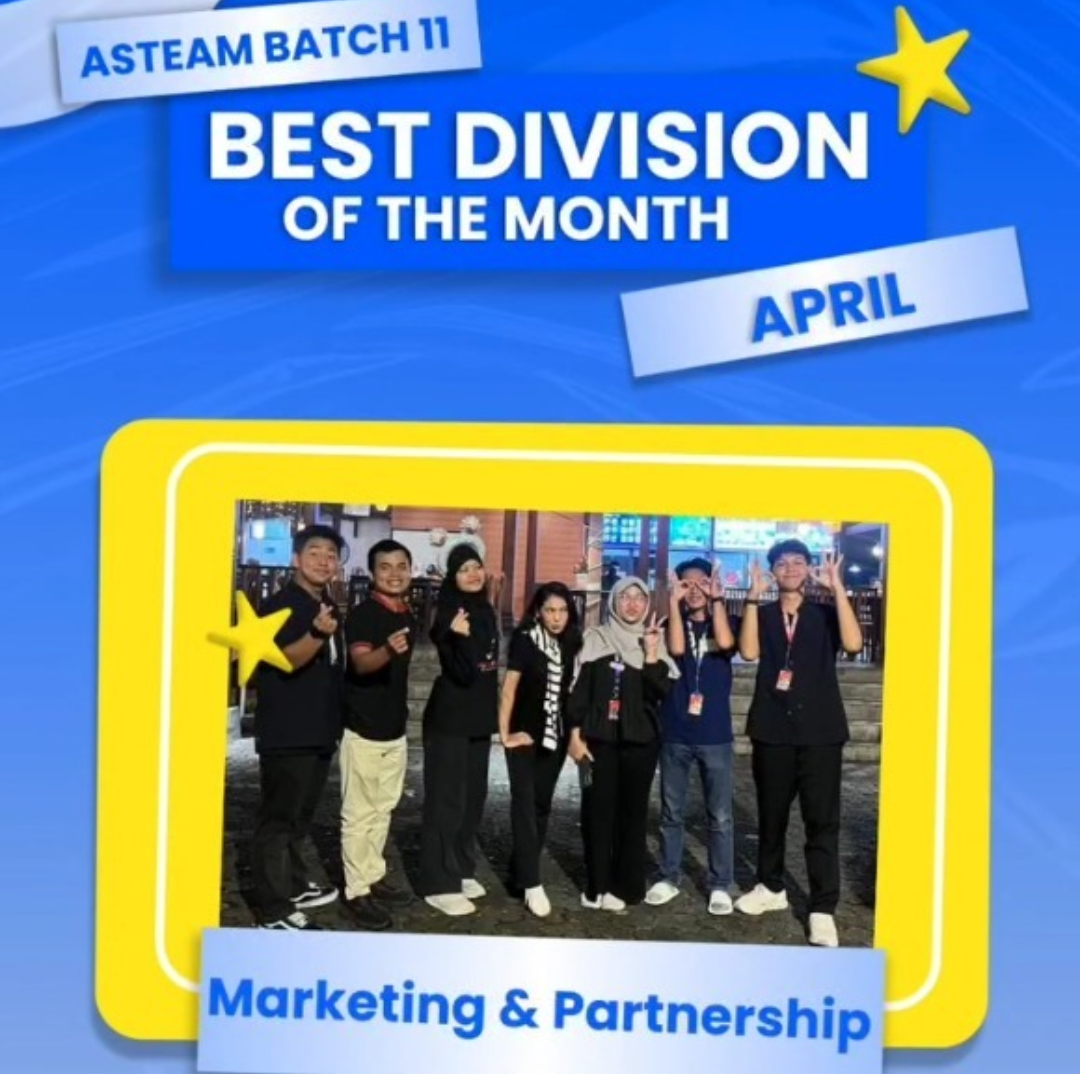 ASTEAM BATCH 11
BEST DIVISION
OF THE MONTH
APRIL
Marketing & Partnership